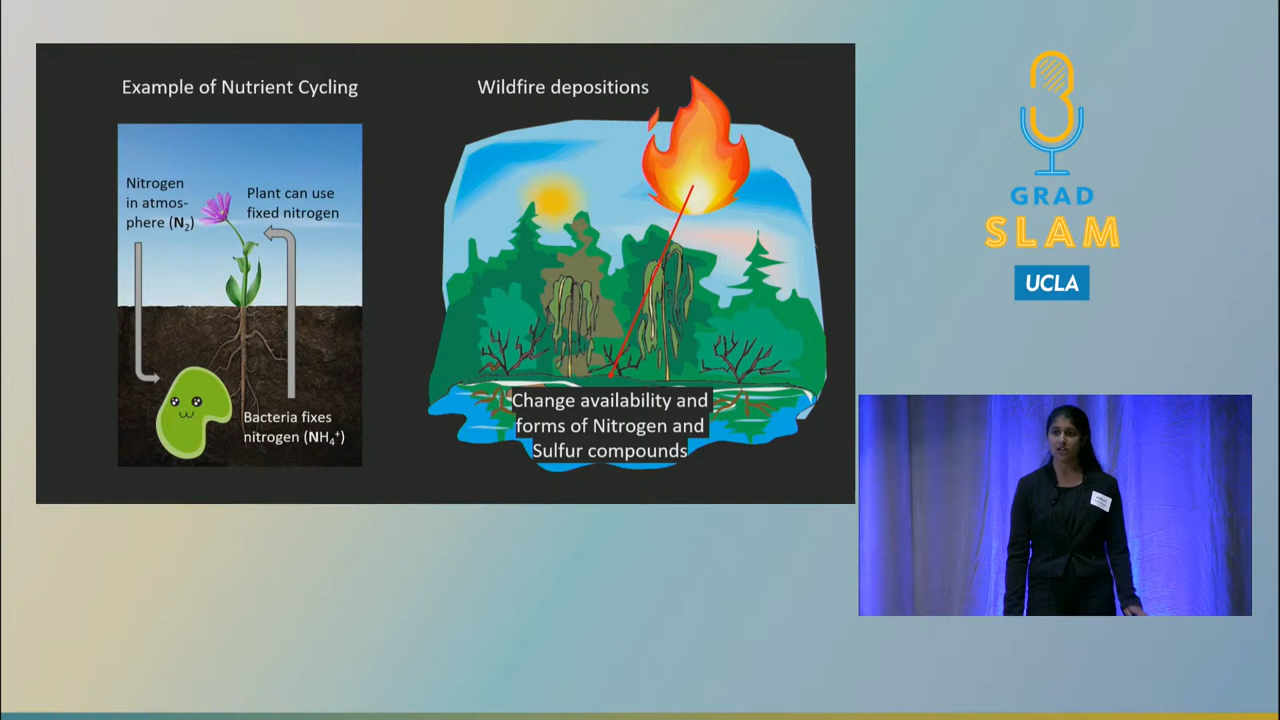 Example of Nutrient Cycling
Nitrogen
in atmos-
phere (N₂)
Plant can use
fixed nitrogen
Bacteria fixes
nitrogen (NH₄⁺)
Wildfire depositions
Change availability and
forms of Nitrogen and
Sulfur compounds
GRAD
SLAM
UCLA